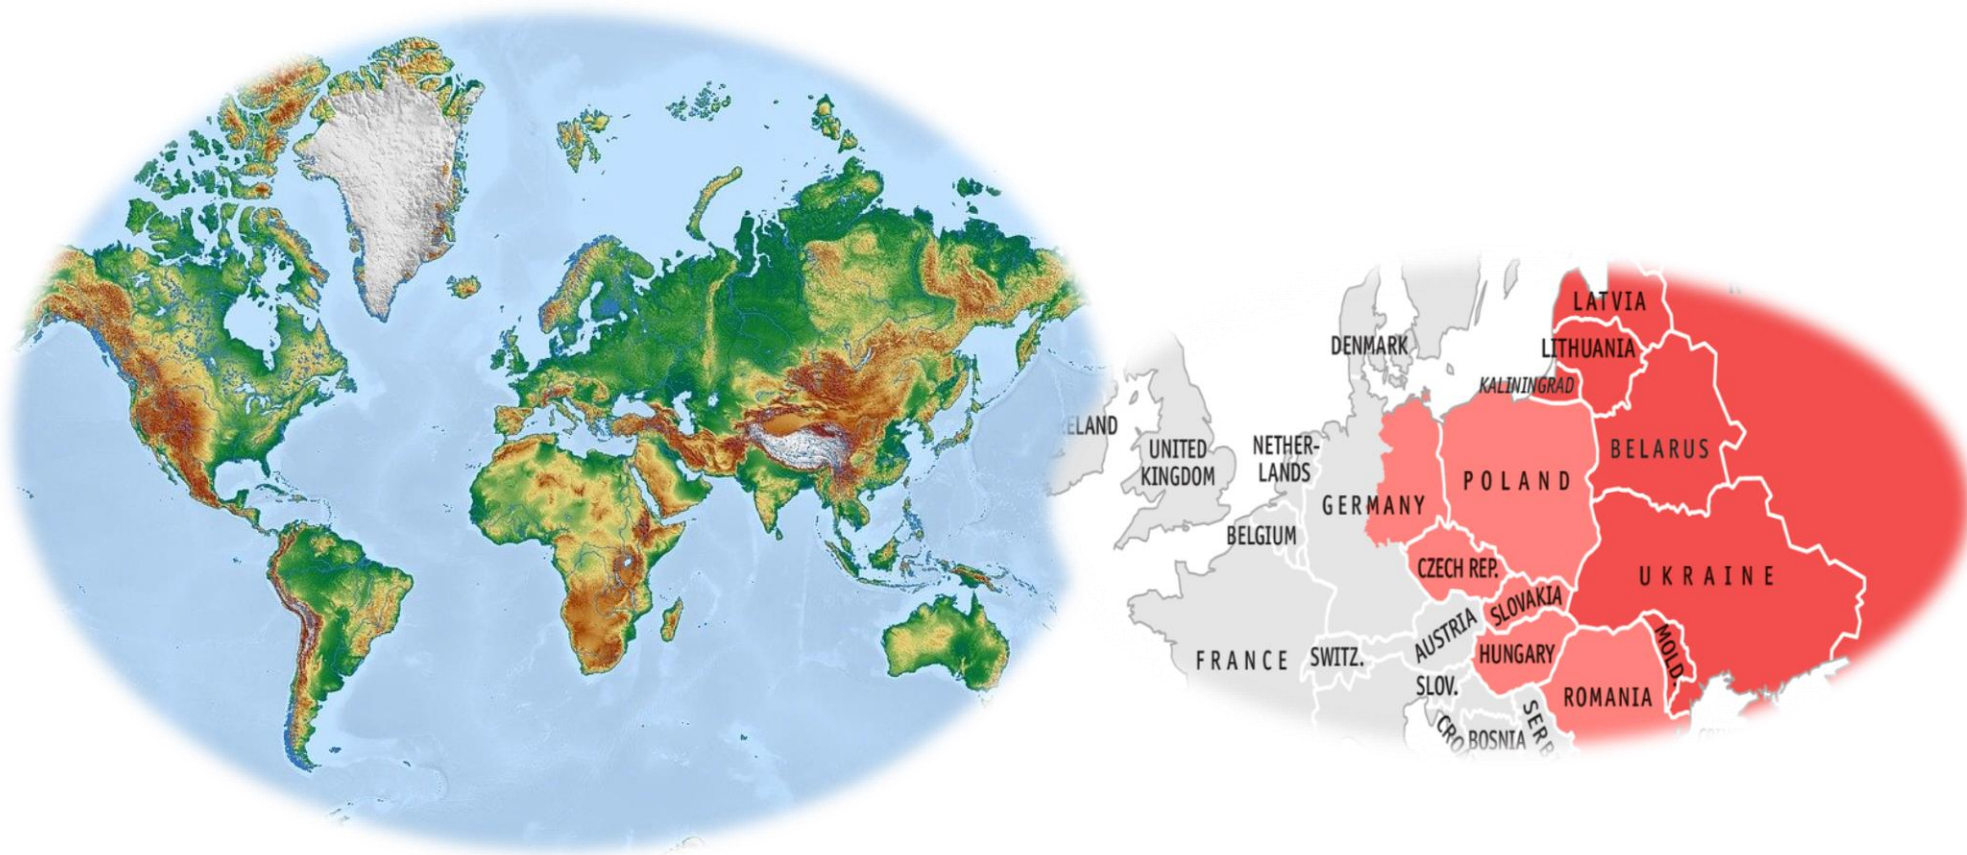 LATVIA
DENMARK
LITHUANIA
KALININGRAD
ELAND
UNITED
KINGDOM
NETHER-
LANDS
BELARUS
POLAND
GERMANY
BELGIUM
CZECH REP.
UKRAINE
SLOVAKIA
AUSTRIA
FRANCE
SWITZ.
HUNGARY
MOLD.
SLOV.
ROMANIA
CRO
BOSNIA
SERB